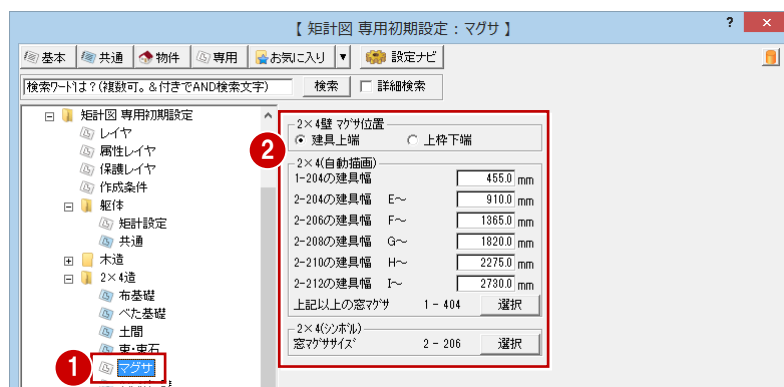 【 矩計図 専用初期設定 : マグサ 】
? ×
基本 共通 物件 専用 お気に入り ▼ 設定ナビ
検索ワードは?(複数可。&付きでAND検索文字) 検索 詳細検索
矩計図 専用初期設定
レイヤ
属性レイヤ
保護レイヤ
作成条件
躯体
矩計設定
共通
木造
2×4造
布基礎
べた基礎
土間
束・束石
1 マグサ
2
2×4壁 マグサ位置
建具上端 上枠下端
2×4(自動描画)
1-204の建具幅 455.0 mm
2-204の建具幅 E～ 910.0 mm
2-206の建具幅 F～ 1365.0 mm
2-208の建具幅 G～ 1820.0 mm
2-210の建具幅 H～ 2275.0 mm
2-212の建具幅 I～ 2730.0 mm
上記以上の窓マグサ 1 - 404 選択
2×4(シンボル)
窓マグササイズ 2 - 206 選択